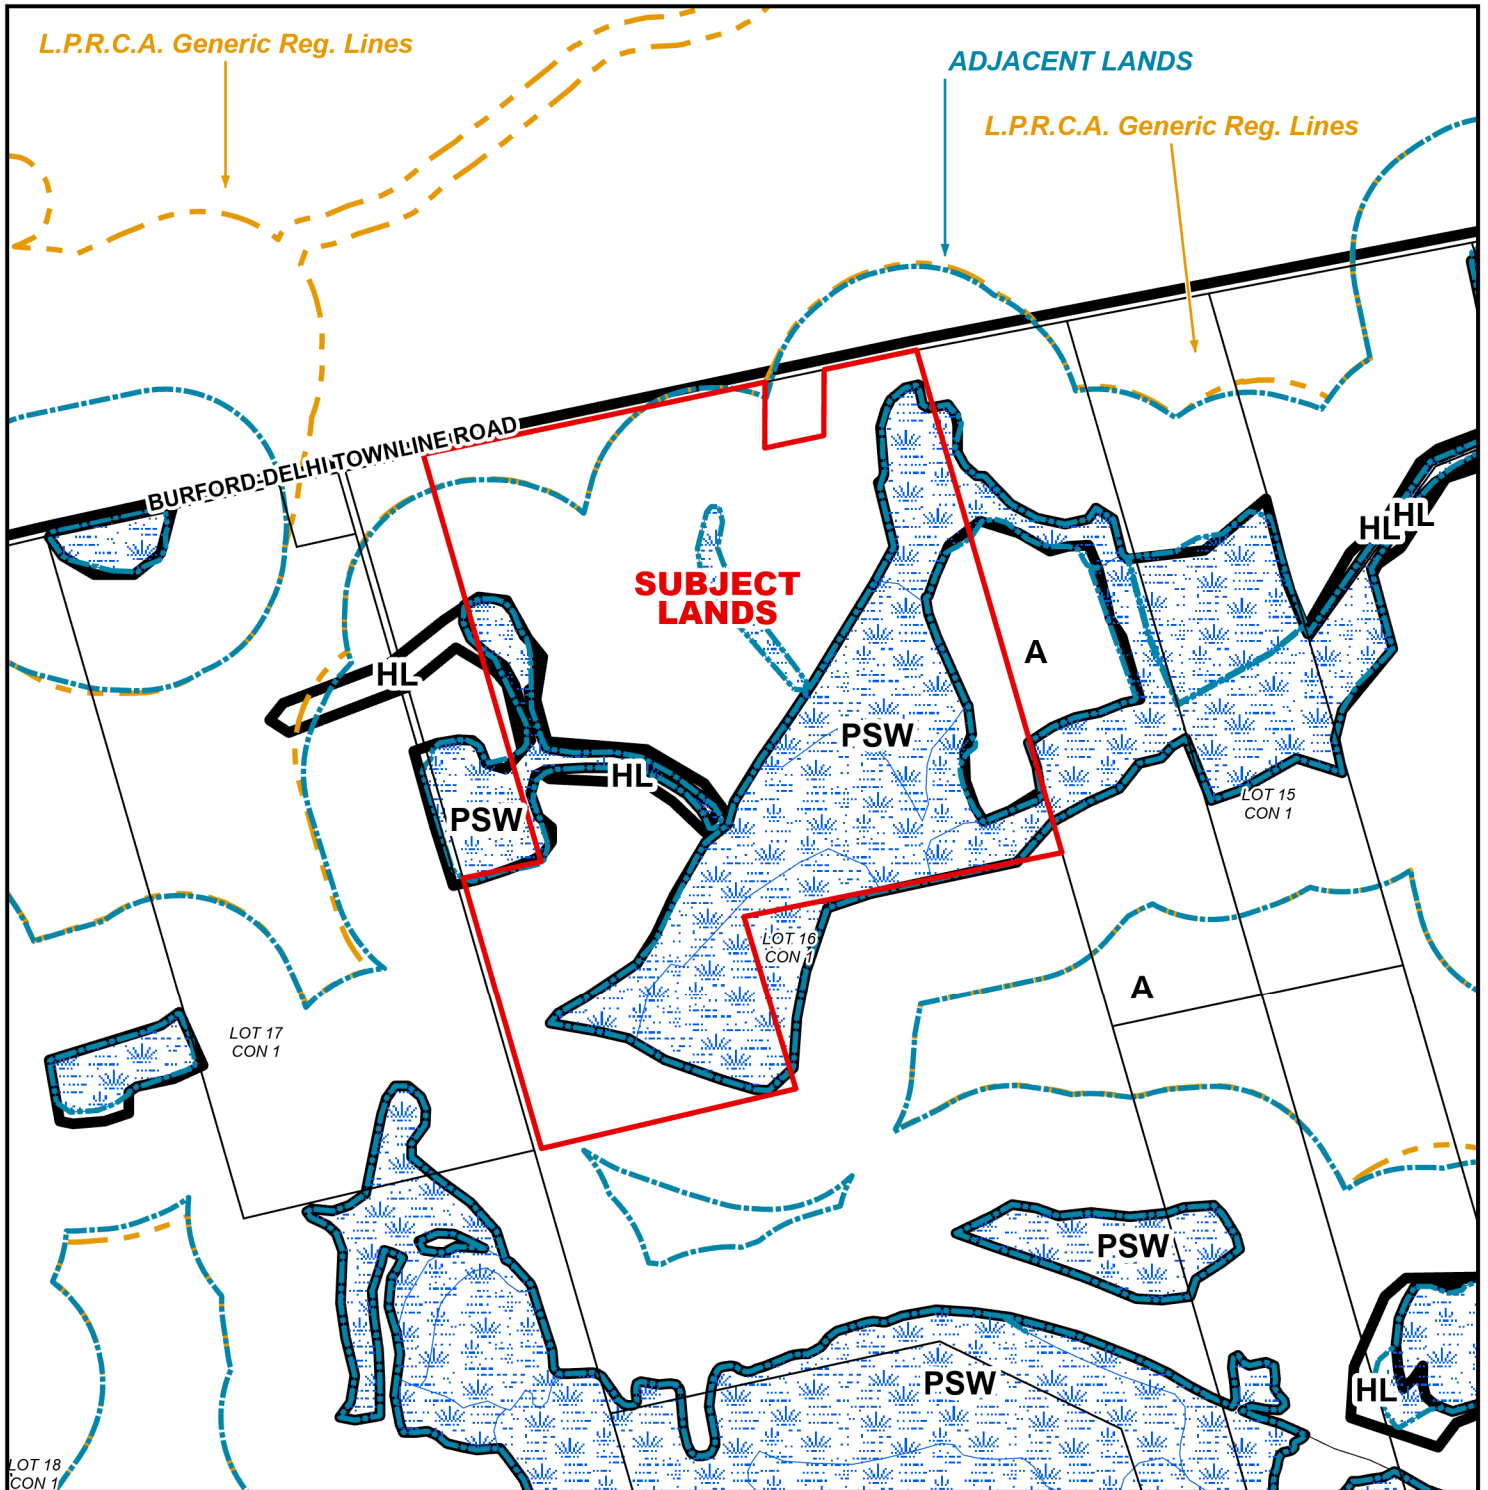 L.P.R.C.A. Generic Reg. Lines
ADJACENT LANDS
L.P.R.C.A. Generic Reg. Lines
BURFORD-DELHI TOWNLINE ROAD
HL
HL
SUBJECT
LANDS
A
HL
PSW
HL
PSW
LOT 15
CON 1
LOT 16
CON 1
A
LOT 17
CON 1
PSW
PSW
HL
LOT 18
CON 1